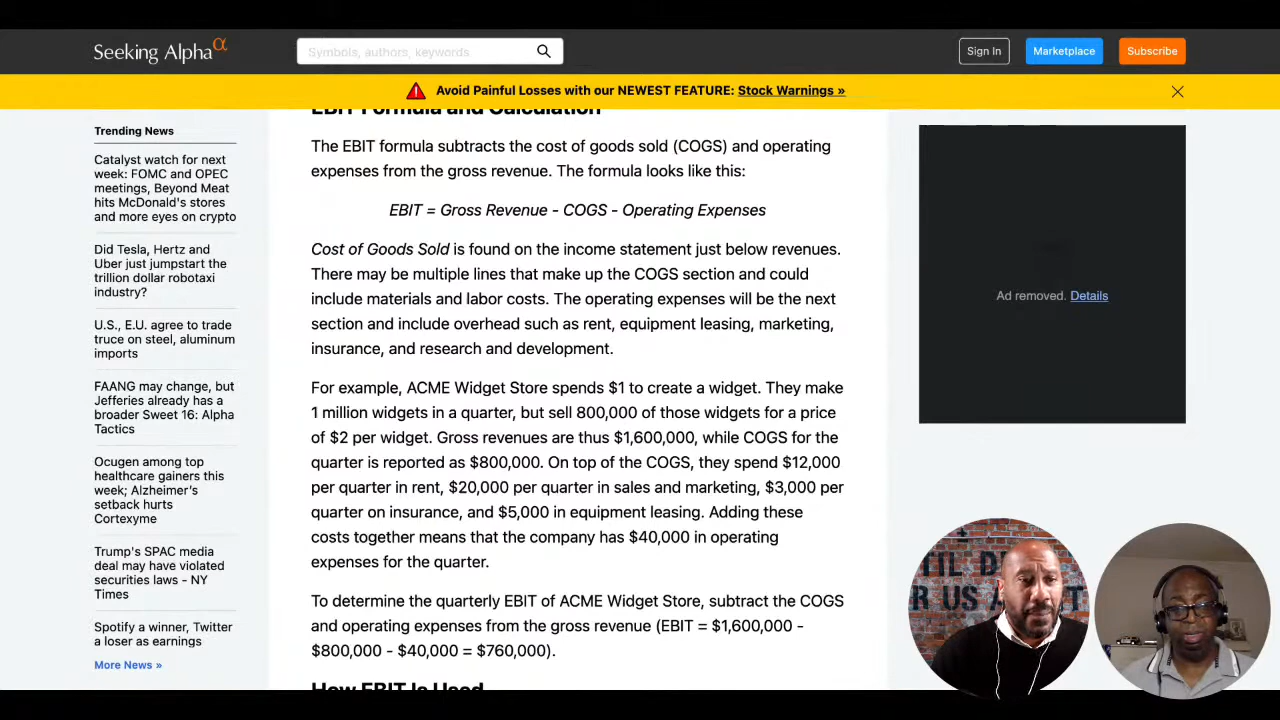 Seeking Alpha α
Symbols, authors, keywords
Sign In
Marketplace
Subscribe
Avoid Painful Losses with our NEWEST FEATURE: Stock Warnings »
Trending News
Catalyst watch for next
week: FOMC and OPEC
meetings, Beyond Meat
hits McDonald's stores
and more eyes on crypto
Did Tesla, Hertz and
Uber just jumpstart the
trillion dollar robotaxi
industry?
U.S., E.U. agree to trade
truce on steel, aluminum
imports
FAANG may change, but
Jefferies already has a
broader Sweet 16: Alpha
Tactics
Ocugen among top
healthcare gainers this
week; Alzheimer's
setback hurts
Cortexyme
Trump's SPAC media
deal may have violated
securities laws - NY
Times
Spotify a winner, Twitter
a loser as earnings
More News »
EBIT Formula and Calculation
The EBIT formula subtracts the cost of goods sold (COGS) and operating
expenses from the gross revenue. The formula looks like this:
EBIT = Gross Revenue - COGS - Operating Expenses
Cost of Goods Sold is found on the income statement just below revenues.
There may be multiple lines that make up the COGS section and could
include materials and labor costs. The operating expenses will be the next
section and include overhead such as rent, equipment leasing, marketing,
insurance, and research and development.
For example, ACME Widget Store spends $1 to create a widget. They make
1 million widgets in a quarter, but sell 800,000 of those widgets for a price
of $2 per widget. Gross revenues are thus $1,600,000, while COGS for the
quarter is reported as $800,000. On top of the COGS, they spend $12,000
per quarter in rent, $20,000 per quarter in sales and marketing, $3,000 per
quarter on insurance, and $5,000 in equipment leasing. Adding these
costs together means that the company has $40,000 in operating
expenses for the quarter.
To determine the quarterly EBIT of ACME Widget Store, subtract the COGS
and operating expenses from the gross revenue (EBIT = $1,600,000 -
$800,000 - $40,000 = $760,000).
How EBIT Is Used
Ad removed. Details